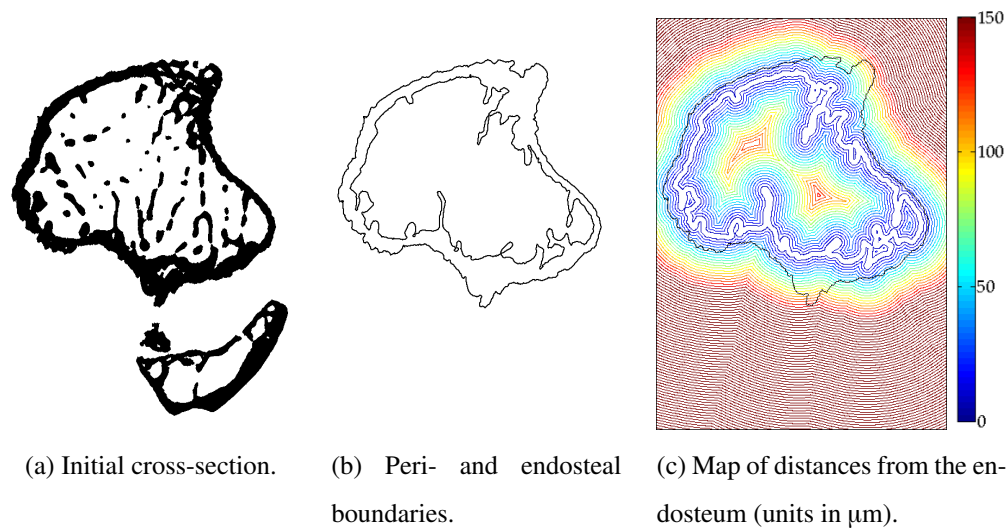 150
100
50
0
(a) Initial cross-section.
(b) Peri- and endosteal
boundaries.
(c) Map of distances from the en-
dosteum (units in μm).